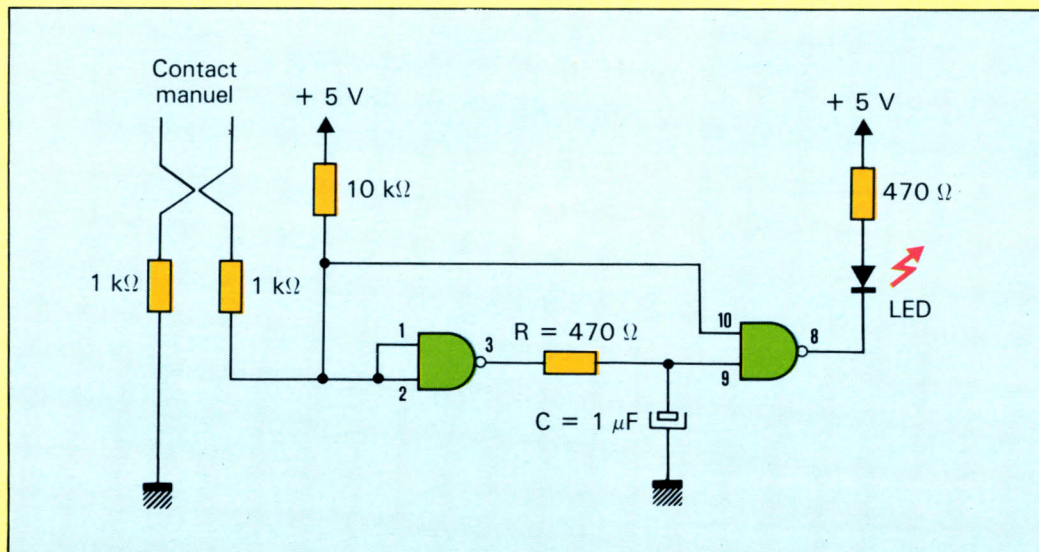 Contact
manuel
+ 5 V
+ 5 V
10 kΩ
470 Ω
1 kΩ
1 kΩ
LED
1
2
3
R = 470 Ω
10
9
8
C = 1 µF